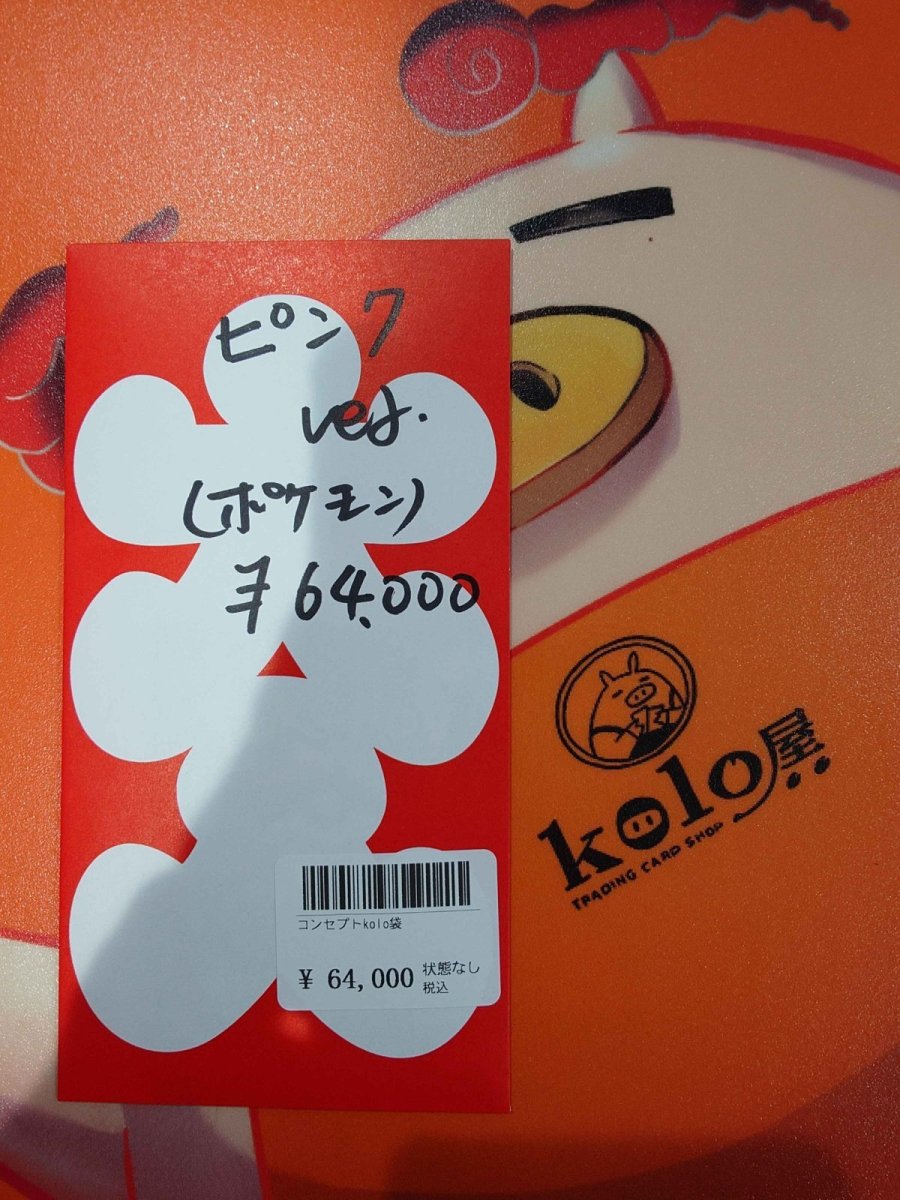 ピンク
ver.
(ポケモン)
¥64,000
コンセプトkolo袋
¥ 64,000 状態なし
税込
kolo屋
TRADING CARD SHOP